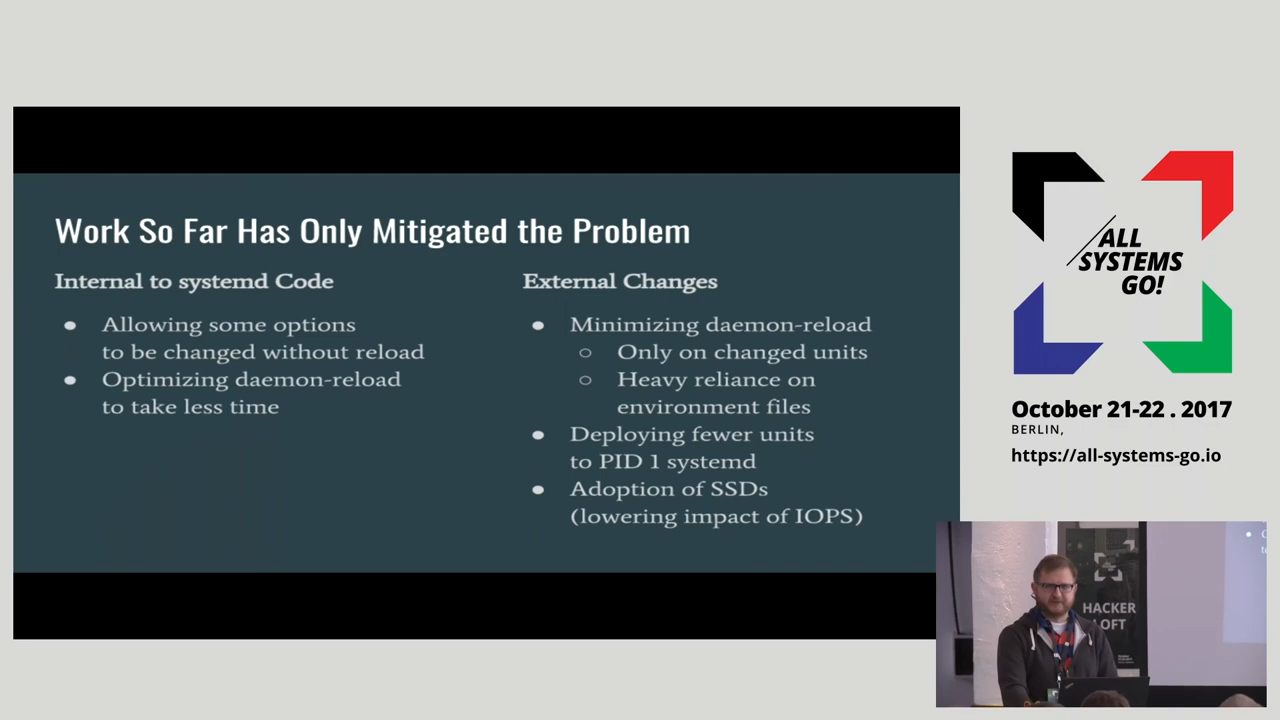 Work So Far Has Only Mitigated the Problem
Internal to systemd Code
● Allowing some options
to be changed without reload
● Optimizing daemon-reload
to take less time
External Changes
● Minimizing daemon-reload
○ Only on changed units
○ Heavy reliance on
environment files
● Deploying fewer units
to PID 1 systemd
● Adoption of SSDs
(lowering impact of IOPS)
ALL
SYSTEMS
GO!
October 21-22 . 2017
BERLIN,
https://all-systems-go.io
HACKER
LOFT